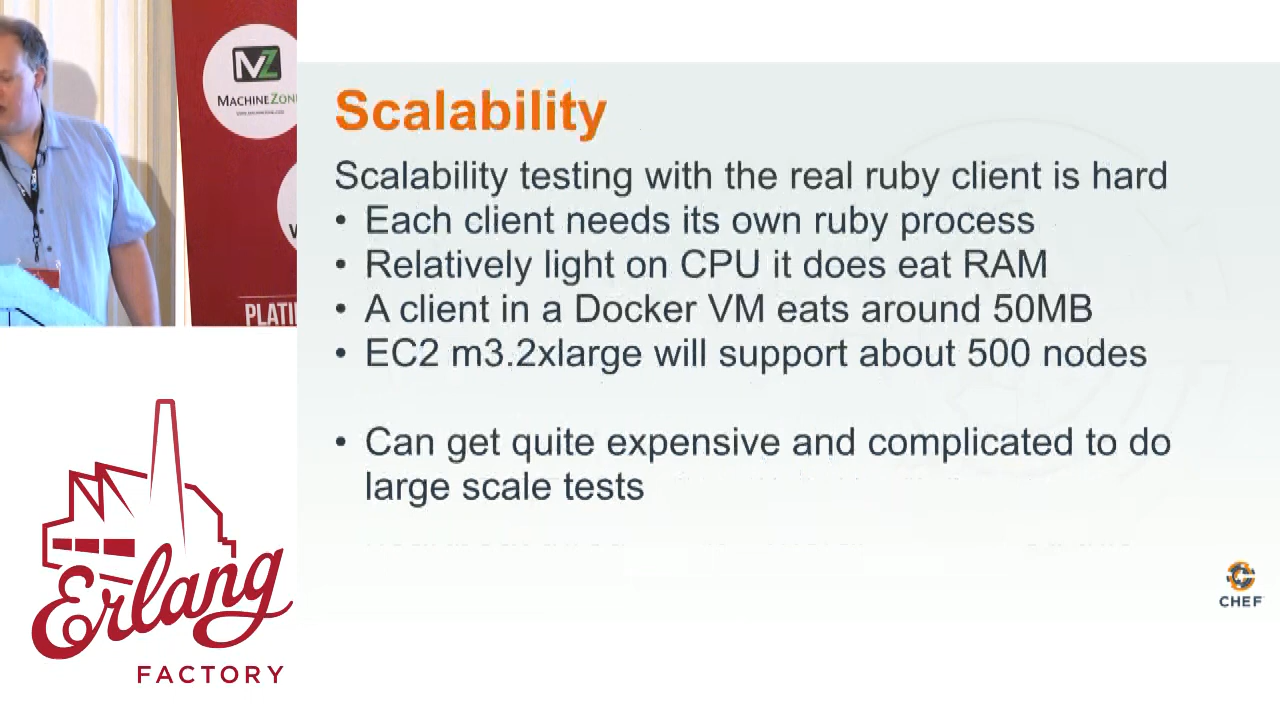 MZ
MACHINEZONE
PLATI
Scalability
Scalability testing with the real ruby client is hard
• Each client needs its own ruby process
• Relatively light on CPU it does eat RAM
• A client in a Docker VM eats around 50MB
• EC2 m3.2xlarge will support about 500 nodes
• Can get quite expensive and complicated to do
large scale tests
CHEF
Erlang
FACTORY